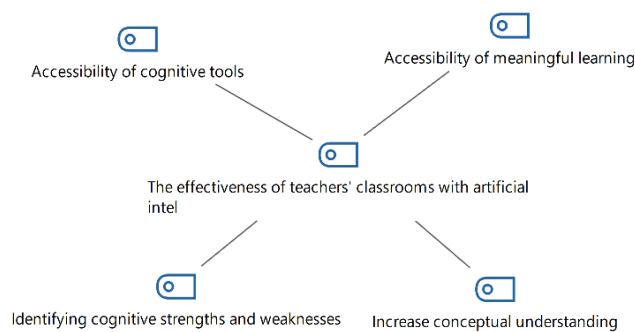 Accessibility of cognitive tools
Accessibility of meaningful learning
The effectiveness of teachers' classrooms with artificial
intel
Identifying cognitive strengths and weaknesses
Increase conceptual understanding